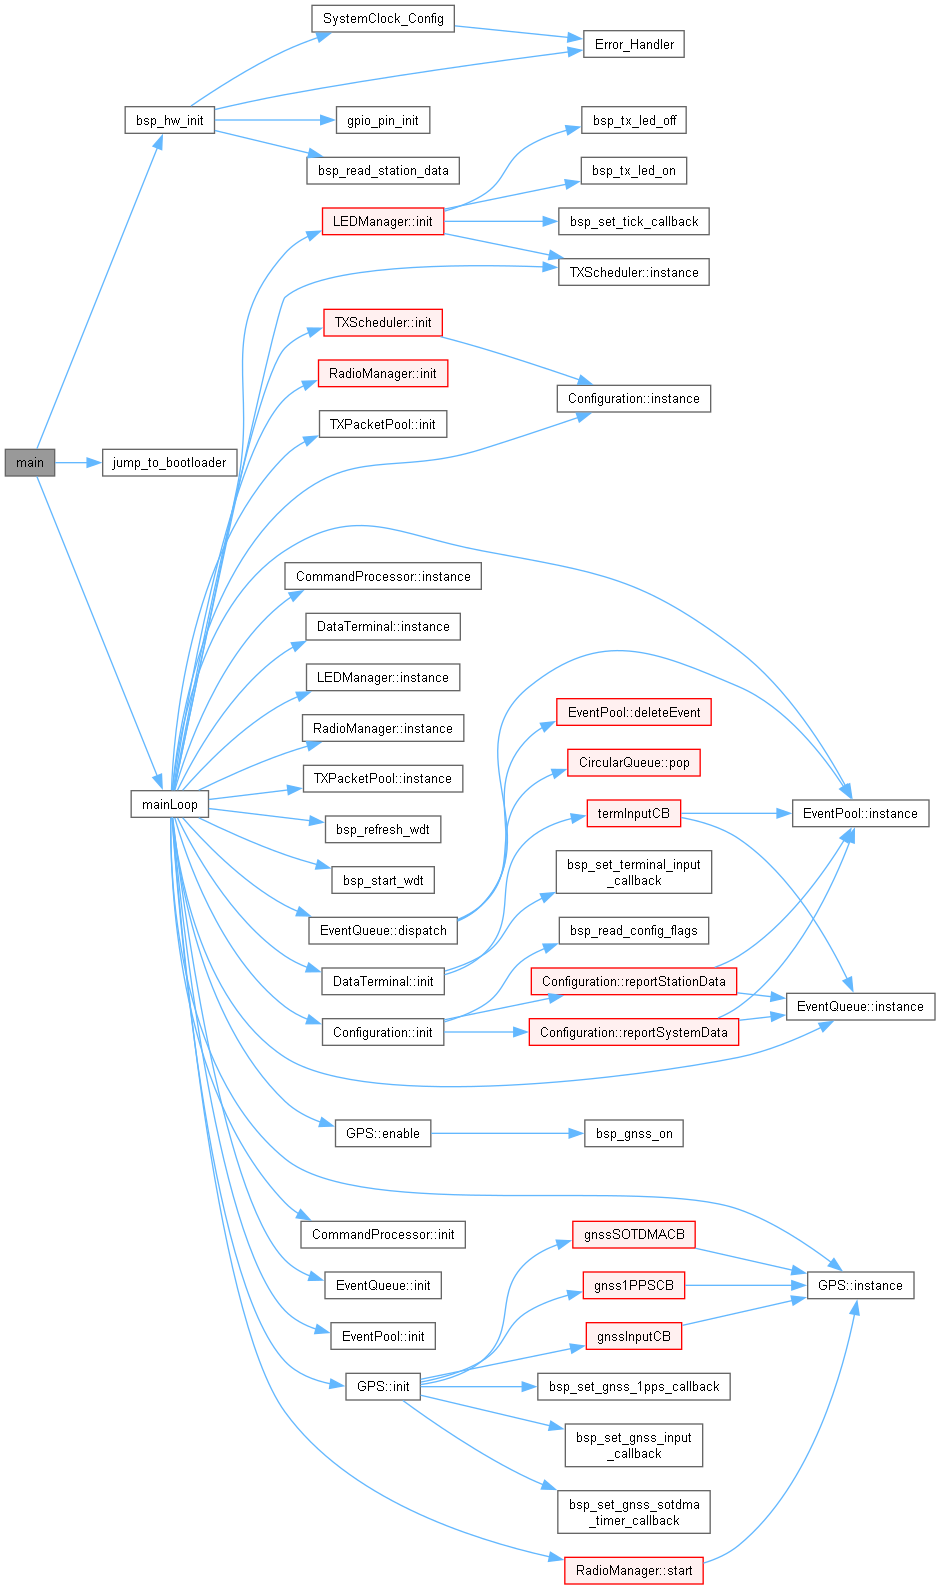 SystemClock_Config
Error_Handler
bsp_hw_init
gpio_pin_init
bsp_tx_led_off
bsp_read_station_data
bsp_tx_led_on
LEDManager::init
bsp_set_tick_callback
TXScheduler::instance
TXScheduler::init
RadioManager::init
Configuration::instance
TXPacketPool::init
main
jump_to_bootloader
CommandProcessor::instance
DataTerminal::instance
LEDManager::instance
EventPool::deleteEvent
RadioManager::instance
CircularQueue::pop
TXPacketPool::instance
mainLoop
termInputCB
EventPool::instance
bsp_refresh_wdt
bsp_start_wdt
bsp_set_terminal_input
_callback
EventQueue::dispatch
bsp_read_config_flags
DataTerminal::init
Configuration::reportStationData
EventQueue::instance
Configuration::init
Configuration::reportSystemData
GPS::enable
bsp_gnss_on
CommandProcessor::init
gnssSOTDMACB
EventQueue::init
gnss1PPSCB
GPS::instance
EventPool::init
gnssInputCB
GPS::init
bsp_set_gnss_1pps_callback
bsp_set_gnss_input
_callback
bsp_set_gnss_sotdma
_timer_callback
RadioManager::start